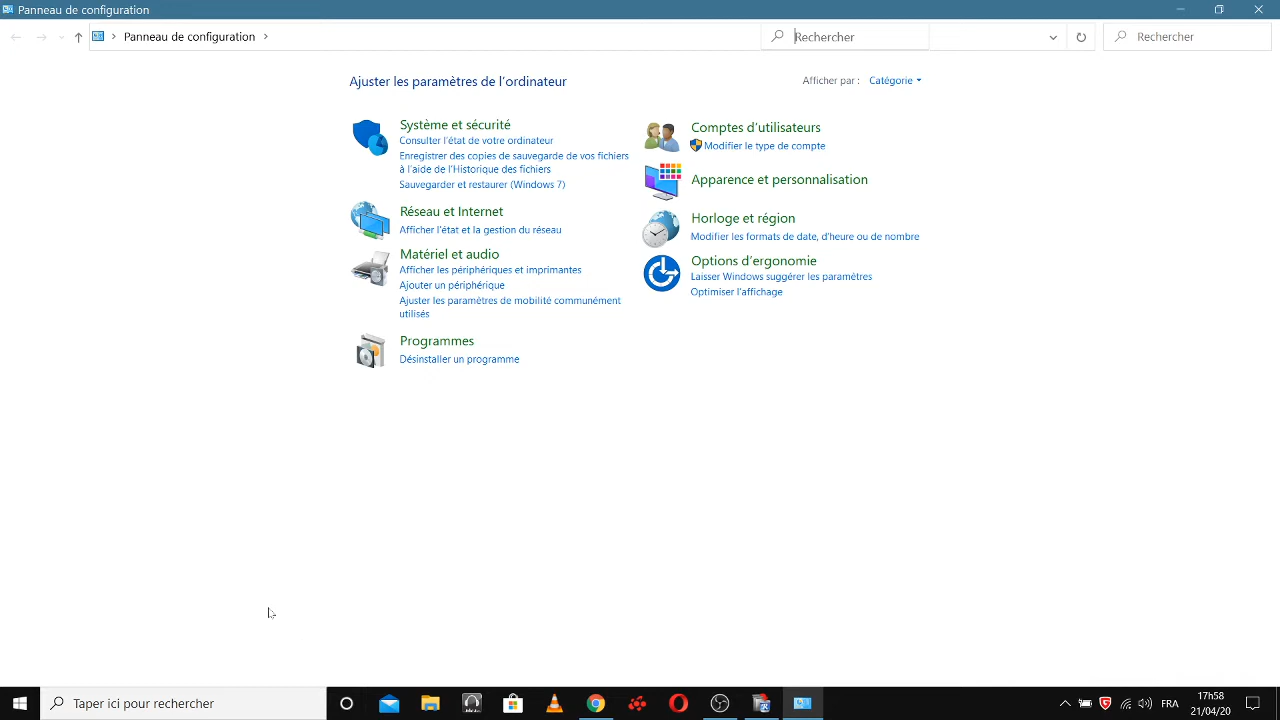 Panneau de configuration
Panneau de configuration
Rechercher
Rechercher
Ajuster les paramètres de l'ordinateur
Afficher par : Catégorie
Système et sécurité
Consulter l'état de votre ordinateur
Enregistrer des copies de sauvegarde de vos fichiers
à l'aide de l'Historique des fichiers
Sauvegarder et restaurer (Windows 7)
Réseau et Internet
Afficher l'état et la gestion du réseau
Matériel et audio
Afficher les périphériques et imprimantes
Ajouter un périphérique
Ajuster les paramètres de mobilité communément
utilisés
Programmes
Désinstaller un programme
Comptes d'utilisateurs
Modifier le type de compte
Apparence et personnalisation
Horloge et région
Modifier les formats de date, d'heure ou de nombre
Options d'ergonomie
Laisser Windows suggérer les paramètres
Optimiser l'affichage
Taper ici pour rechercher
FRA
17:58
21/04/20